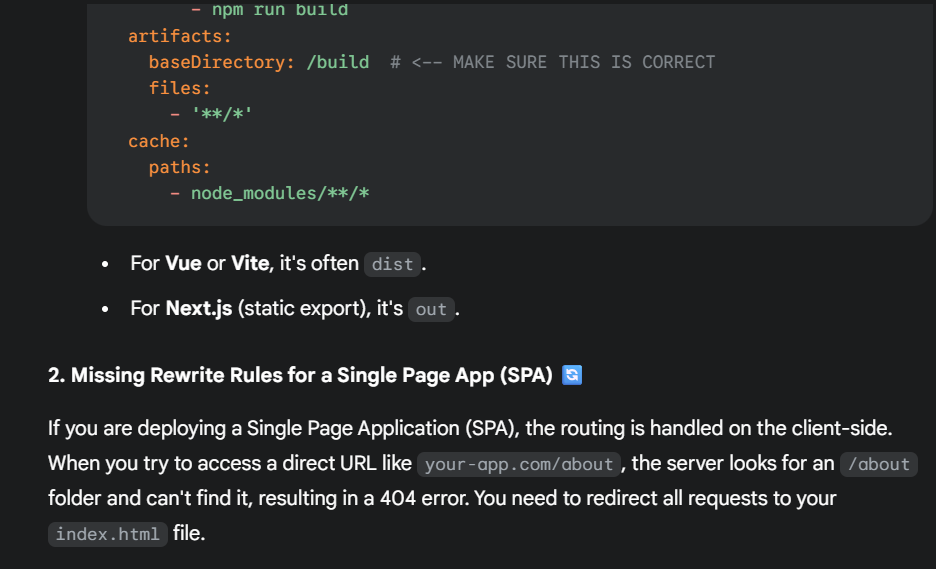 - npm run build
artifacts:
baseDirectory: /build # <-- MAKE SURE THIS IS CORRECT
files:
- '**/*'
cache:
paths:
- node_modules/**/*
• For Vue or Vite, it's often dist.
• For Next.js (static export), it's out.
2. Missing Rewrite Rules for a Single Page App (SPA) 🔄
If you are deploying a Single Page Application (SPA), the routing is handled on the client-side.
When you try to access a direct URL like your-app.com/about, the server looks for an /about
folder and can't find it, resulting in a 404 error. You need to redirect all requests to your
index.html file.